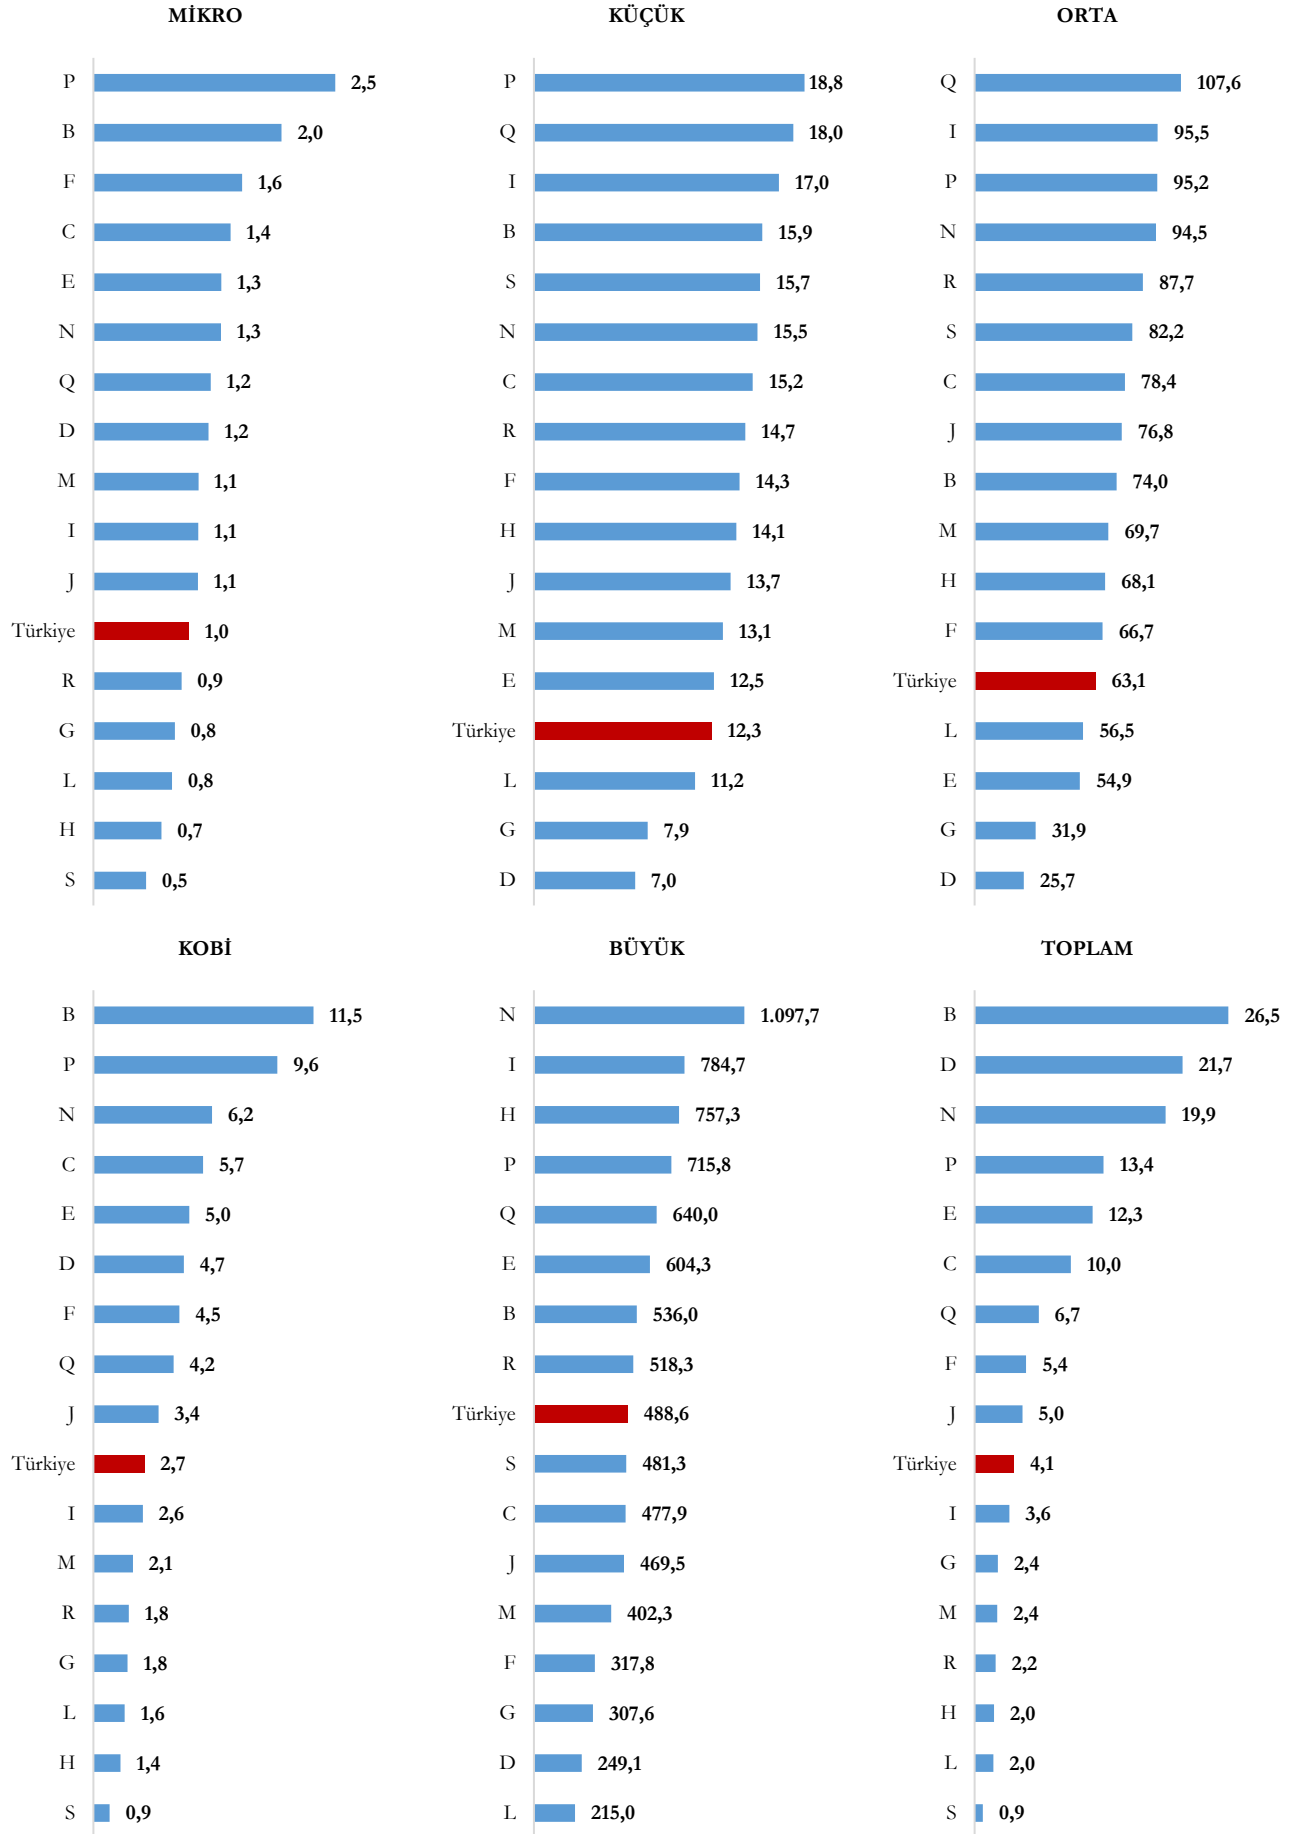 MİKRO
P 2,5
B 2,0
F 1,6
C 1,4
E 1,3
N 1,3
Q 1,2
D 1,2
M 1,1
I 1,1
J 1,1
Türkiye 1,0
R 0,9
G 0,8
L 0,8
H 0,7
S 0,5
KÜÇÜK
P 18,8
Q 18,0
I 17,0
B 15,9
S 15,7
N 15,5
C 15,2
R 14,7
F 14,3
H 14,1
J 13,7
M 13,1
E 12,5
Türkiye 12,3
L 11,2
G 7,9
D 7,0
ORTA
Q 107,6
I 95,5
P 95,2
N 94,5
R 87,7
S 82,2
C 78,4
J 76,8
B 74,0
M 69,7
H 68,1
F 66,7
Türkiye 63,1
L 56,5
E 54,9
G 31,9
D 25,7
KOBİ
B 11,5
P 9,6
N 6,2
C 5,7
E 5,0
D 4,7
F 4,5
Q 4,2
J 3,4
Türkiye 2,7
I 2,6
M 2,1
R 1,8
G 1,8
L 1,6
H 1,4
S 0,9
BÜYÜK
N 1.097,7
I 784,7
H 757,3
P 715,8
Q 640,0
E 604,3
B 536,0
R 518,3
Türkiye 488,6
S 481,3
C 477,9
J 469,5
M 402,3
F 317,8
G 307,6
D 249,1
L 215,0
TOPLAM
B 26,5
D 21,7
N 19,9
P 13,4
E 12,3
C 10,0
Q 6,7
F 5,4
J 5,0
Türkiye 4,1
I 3,6
G 2,4
M 2,4
R 2,2
H 2,0
L 2,0
S 0,9